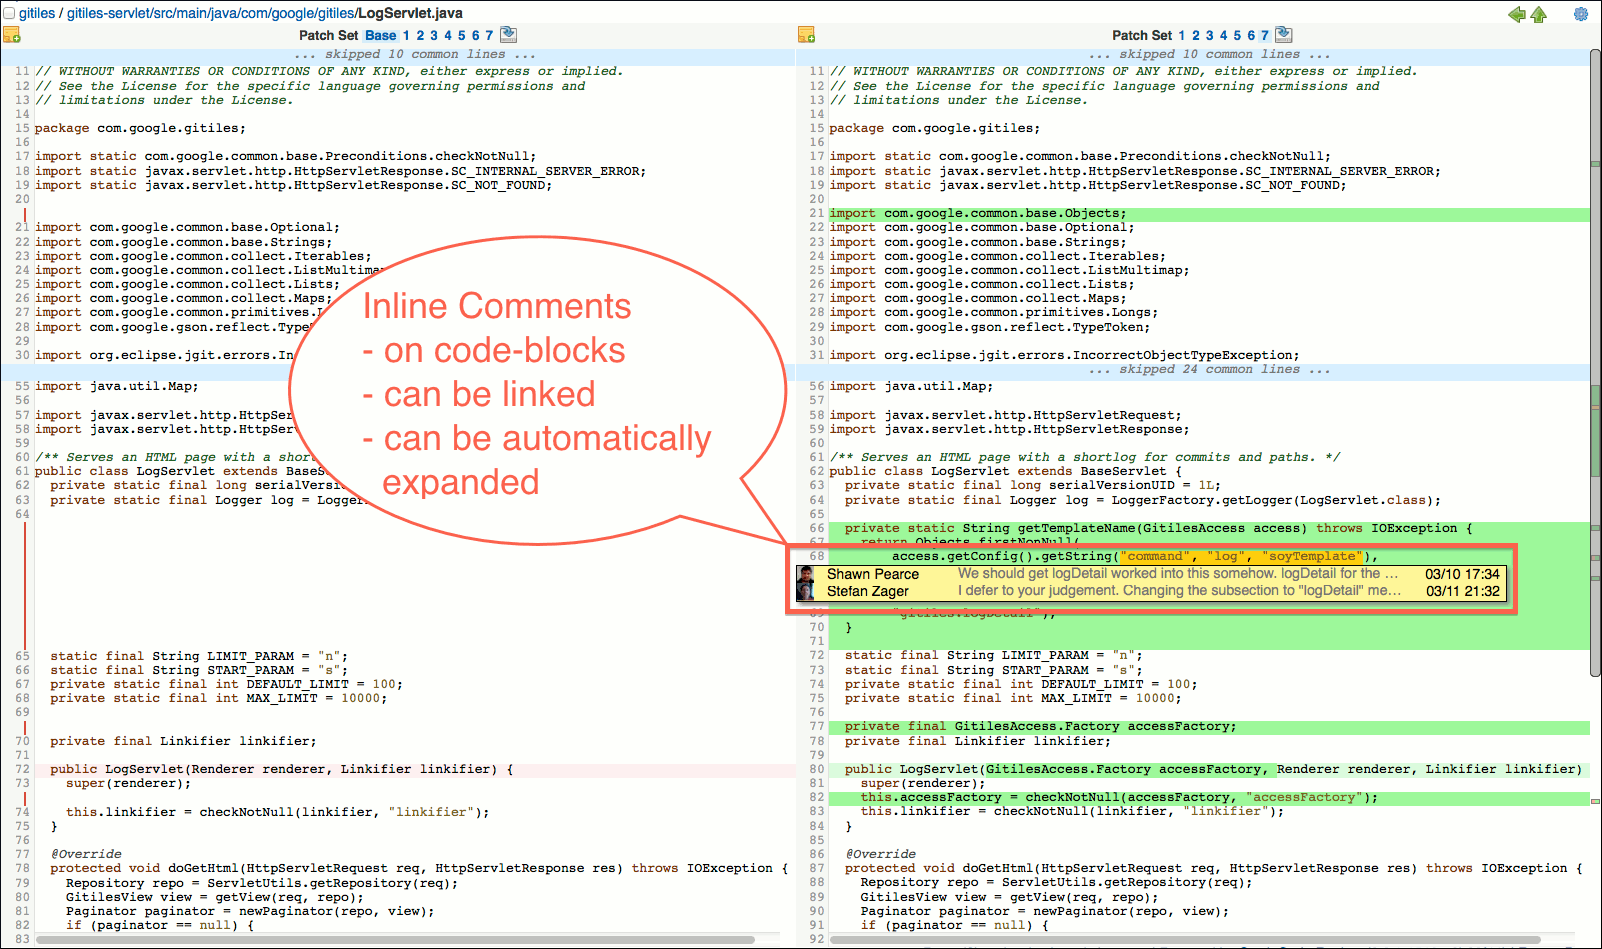 gitiles / gitiles-servlet/src/main/java/com/google/gitiles/LogServlet.java
Patch Set Base 1 2 3 4 5 6 7
... skipped 10 common lines ...
11 // WITHOUT WARRANTIES OR CONDITIONS OF ANY KIND, either express or implied.
12 // See the License for the specific language governing permissions and
13 // limitations under the License.
14
15 package com.google.gitiles;
16
17 import static com.google.common.base.Preconditions.checkNotNull;
18 import static javax.servlet.http.HttpServletResponse.SC_INTERNAL_SERVER_ERROR;
19 import static javax.servlet.http.HttpServletResponse.SC_NOT_FOUND;
20
21 import com.google.common.base.Optional;
22 import com.google.common.base.Strings;
23 import com.google.common.collect.Iterables;
24 import com.google.common.collect.ListMultimap
25 import com.google.common.collect.Lists;
26 import com.google.common.collect.Maps;
27 import com.google.common.primitives.
28 import com.google.gson.reflect.Type
29
30 import org.eclipse.jgit.errors.In
55 import java.util.Map;
56
57 import javax.servlet.http.HttpSer
58 import javax.servlet.http.HttpSer
59
60 /** Serves an HTML page with a short
61 public class LogServlet extends BaseS
62 private static final long serialVersi
63 private static final Logger log = Logger
64
65 static final String LIMIT_PARAM = "n";
66 static final String START_PARAM = "s";
67 private static final int DEFAULT_LIMIT = 100;
68 private static final int MAX_LIMIT = 10000;
69
70 private final Linkifier linkifier;
71
72 public LogServlet(Renderer renderer, Linkifier linkifier) {
73 super(renderer);
74 this.linkifier = checkNotNull(linkifier, "linkifier");
75 }
76
77 @Override
78 protected void doGetHtml(HttpServletRequest req, HttpServletResponse res) throws IOException {
79 Repository repo = ServletUtils.getRepository(req);
80 GitilesView view = getView(req, repo);
81 Paginator paginator = newPaginator(repo, view);
82 if (paginator == null) {
83
Inline Comments
- on code-blocks
- can be linked
- can be automatically
expanded
Patch Set 1 2 3 4 5 6 7
... skipped 10 common lines ...
11 // WITHOUT WARRANTIES OR CONDITIONS OF ANY KIND, either express or implied.
12 // See the License for the specific language governing permissions and
13 // limitations under the License.
14
15 package com.google.gitiles;
16
17 import static com.google.common.base.Preconditions.checkNotNull;
18 import static javax.servlet.http.HttpServletResponse.SC_INTERNAL_SERVER_ERROR;
19 import static javax.servlet.http.HttpServletResponse.SC_NOT_FOUND;
20
21 import com.google.common.base.Objects;
22 import com.google.common.base.Optional;
23 import com.google.common.base.Strings;
24 import com.google.common.collect.Iterables;
25 import com.google.common.collect.ListMultimap;
26 import com.google.common.collect.Lists;
27 import com.google.common.collect.Maps;
28 import com.google.common.primitives.Longs;
29 import com.google.gson.reflect.TypeToken;
30
31 import org.eclipse.jgit.errors.IncorrectObjectTypeException;
... skipped 24 common lines ...
56 import java.util.Map;
57
58 import javax.servlet.http.HttpServletRequest;
59 import javax.servlet.http.HttpServletResponse;
60
61 /** Serves an HTML page with a shortlog for commits and paths. */
62 public class LogServlet extends BaseServlet {
63 private static final long serialVersionUID = 1L;
64 private static final Logger log = LoggerFactory.getLogger(LogServlet.class);
65
66 private static String getTemplateName(GitilesAccess access) throws IOException {
67 return Objects.firstNonNull(
68 access.getConfig().getString("command", "log", "soyTemplate"),
Shawn Pearce We should get logDetail worked into this somehow. logDetail for the ... 03/10 17:34
Stefan Zager I defer to your judgement. Changing the subsection to "logDetail" me... 03/11 21:32
69 "gitiles.logDetail");
70 }
71
72 static final String LIMIT_PARAM = "n";
73 static final String START_PARAM = "s";
74 private static final int DEFAULT_LIMIT = 100;
75 private static final int MAX_LIMIT = 10000;
76
77 private final GitilesAccess.Factory accessFactory;
78 private final Linkifier linkifier;
79
80 public LogServlet(GitilesAccess.Factory accessFactory, Renderer renderer, Linkifier linkifier)
81 super(renderer);
82 this.accessFactory = checkNotNull(accessFactory, "accessFactory");
83 this.linkifier = checkNotNull(linkifier, "linkifier");
84 }
85
86 @Override
87 protected void doGetHtml(HttpServletRequest req, HttpServletResponse res) throws IOException {
88 Repository repo = ServletUtils.getRepository(req);
89 GitilesView view = getView(req, repo);
90 Paginator paginator = newPaginator(repo, view);
91 if (paginator == null) {
92